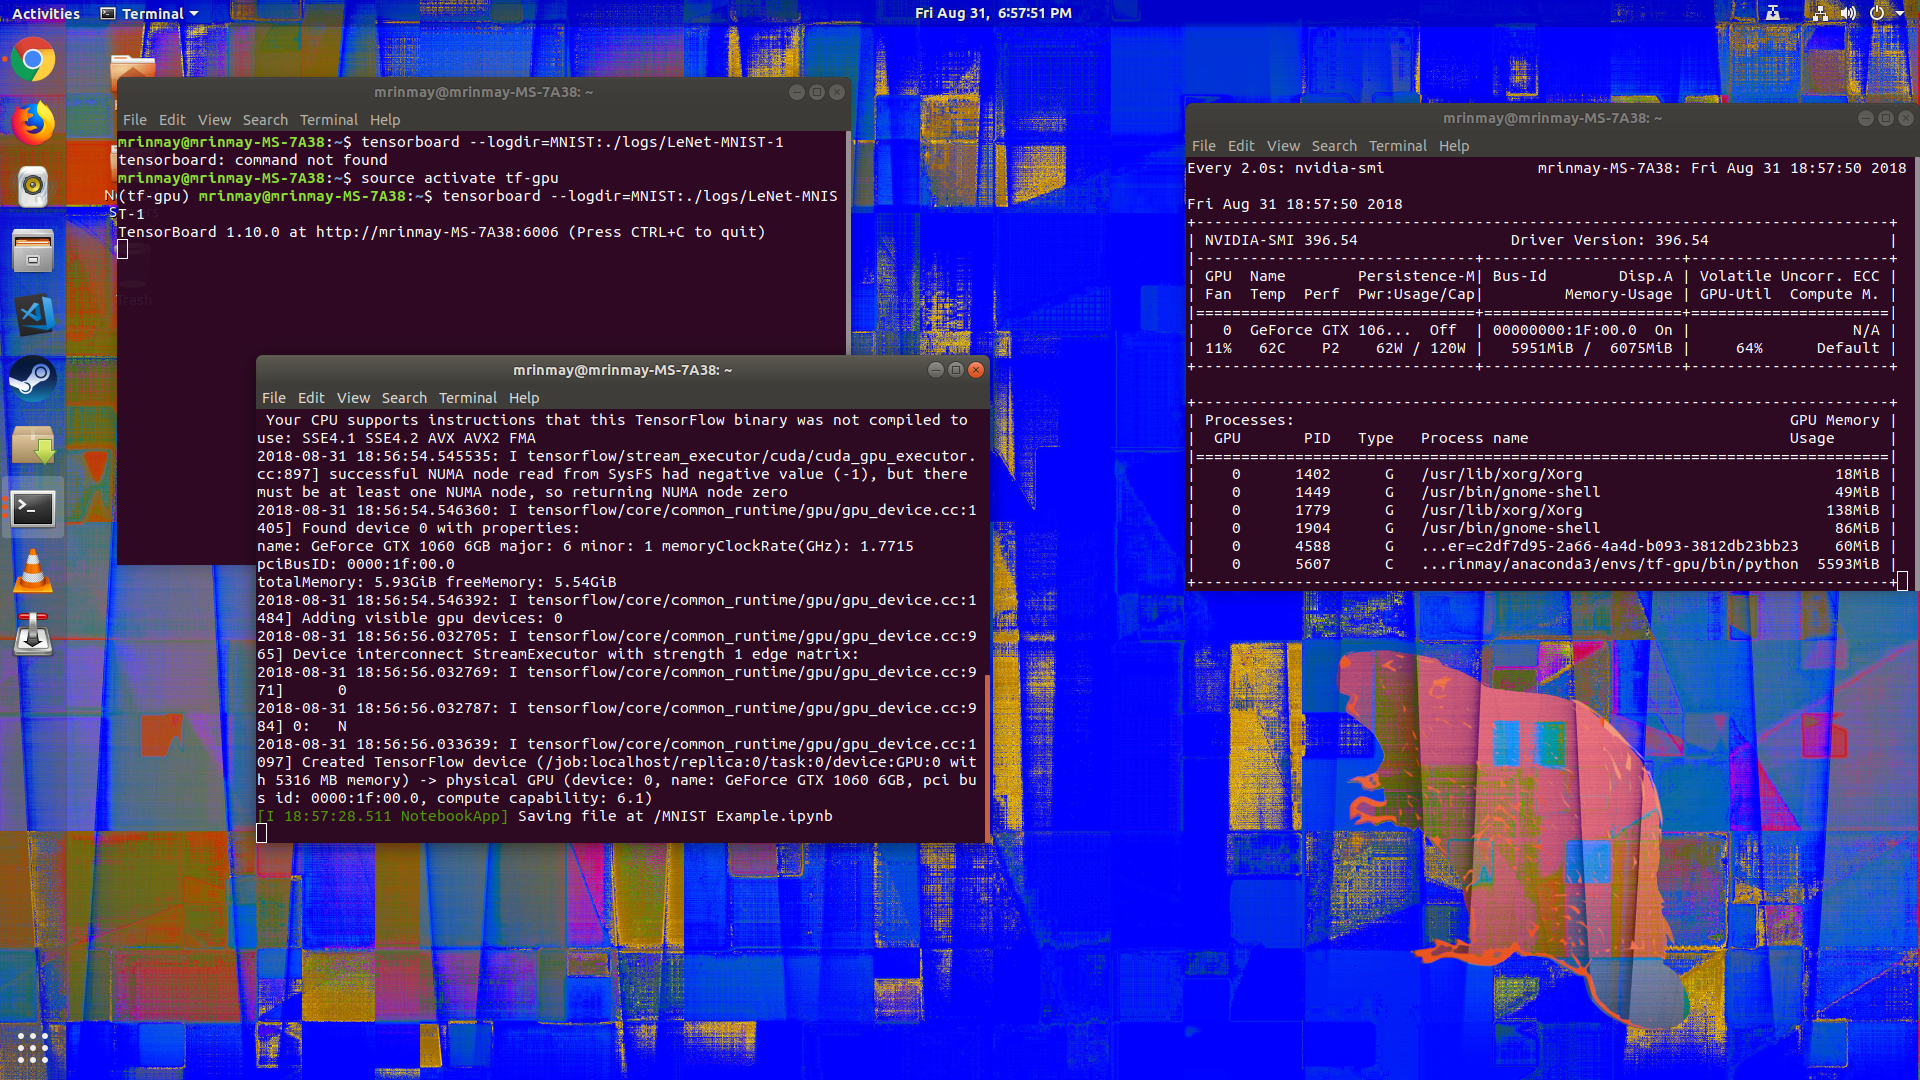 Activities
Terminal
Fri Aug 31, 6:57:51 PM
mrinmay@mrinmay-MS-7A38: ~
File Edit View Search Terminal Help
mrinmay@mrinmay-MS-7A38:~$ tensorboard --logdir=MNIST:./logs/LeNet-MNIST-1
tensorboard: command not found
mrinmay@mrinmay-MS-7A38:~$ source activate tf-gpu
(tf-gpu) mrinmay@mrinmay-MS-7A38:~$ tensorboard --logdir=MNIST:./logs/LeNet-MNIS
T-1
TensorBoard 1.10.0 at http://mrinmay-MS-7A38:6006 (Press CTRL+C to quit)
Trash
mrinmay@mrinmay-MS-7A38: ~
File Edit View Search Terminal Help
Your CPU supports instructions that this TensorFlow binary was not compiled to
use: SSE4.1 SSE4.2 AVX AVX2 FMA
2018-08-31 18:56:54.545535: I tensorflow/stream_executor/cuda/cuda_gpu_executor.
cc:897] successful NUMA node read from SysFS had negative value (-1), but there
must be at least one NUMA node, so returning NUMA node zero
2018-08-31 18:56:54.546360: I tensorflow/core/common_runtime/gpu/gpu_device.cc:1
405] Found device 0 with properties:
name: GeForce GTX 1060 6GB major: 6 minor: 1 memoryClockRate(GHz): 1.7715
pciBusID: 0000:1f:00.0
totalMemory: 5.93GiB freeMemory: 5.54GiB
2018-08-31 18:56:54.546392: I tensorflow/core/common_runtime/gpu/gpu_device.cc:1
484] Adding visible gpu devices: 0
2018-08-31 18:56:56.032705: I tensorflow/core/common_runtime/gpu/gpu_device.cc:9
65] Device interconnect StreamExecutor with strength 1 edge matrix:
2018-08-31 18:56:56.032769: I tensorflow/core/common_runtime/gpu/gpu_device.cc:9
71]      0
2018-08-31 18:56:56.032787: I tensorflow/core/common_runtime/gpu/gpu_device.cc:9
84] 0:   N
2018-08-31 18:56:56.033639: I tensorflow/core/common_runtime/gpu/gpu_device.cc:1
097] Created TensorFlow device (/job:localhost/replica:0/task:0/device:GPU:0 wit
h 5316 MB memory) -> physical GPU (device: 0, name: GeForce GTX 1060 6GB, pci bu
s id: 0000:1f:00.0, compute capability: 6.1)
[I 18:57:28.511 NotebookApp] Saving file at /MNIST Example.ipynb
mrinmay@mrinmay-MS-7A38: ~
File Edit View Search Terminal Help
Every 2.0s: nvidia-smi                 mrinmay-MS-7A38: Fri Aug 31 18:57:50 2018
Fri Aug 31 18:57:50 2018
+-----------------------------------------------------------------------------+
| NVIDIA-SMI 396.54                 Driver Version: 396.54                    |
|-------------------------------+----------------------+----------------------+
| GPU  Name        Persistence-M| Bus-Id        Disp.A | Volatile Uncorr. ECC |
| Fan  Temp  Perf  Pwr:Usage/Cap|         Memory-Usage | GPU-Util  Compute M. |
|===============================+======================+======================|
|   0  GeForce GTX 106...  Off  | 00000000:1F:00.0  On |                  N/A |
| 11%   62C    P2    62W / 120W |   5951MiB /  6075MiB |     64%      Default |
+-------------------------------+----------------------+----------------------+
+-----------------------------------------------------------------------------+
| Processes:                                                       GPU Memory |
|  GPU       PID   Type   Process name                             Usage      |
|=============================================================================|
|    0      1402      G   /usr/lib/xorg/Xorg                            18MiB |
|    0      1449      G   /usr/bin/gnome-shell                          49MiB |
|    0      1779      G   /usr/lib/xorg/Xorg                           138MiB |
|    0      1904      G   /usr/bin/gnome-shell                          86MiB |
|    0      4588      G   ...er=c2df7d95-2a66-4a4d-b093-3812db23bb23    60MiB |
|    0      5607      C   ...rinmay/anaconda3/envs/tf-gpu/bin/python  5593MiB |
+-----------------------------------------------------------------------------+